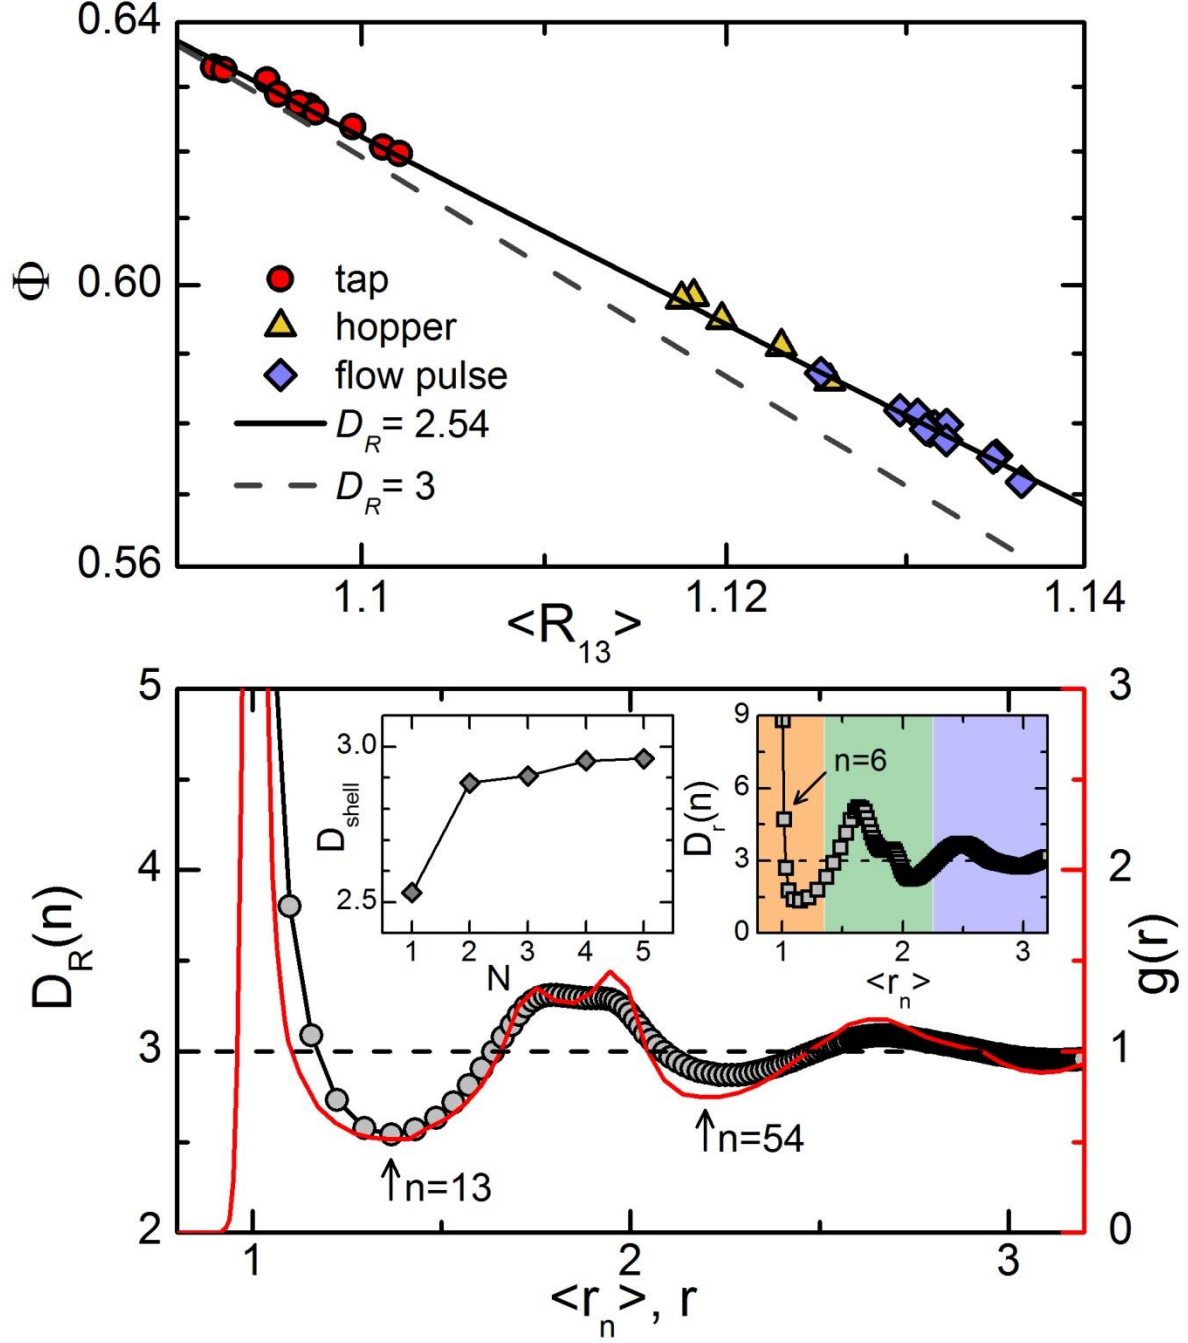 0.64
0.60
0.56
Φ
tap
hopper
flow pulse
D_R= 2.54
D_R= 3
1.1
1.12
1.14
<R_13>
5
4
3
2
D_R(n)
3
2
1
0
g(r)
3.0
2.5
D_shell
1
2
3
4
5
N
9
6
3
0
D_r(n)
n=6
1
2
3
<r_n>
n=13
n=54
1
2
3
<r_n>, r